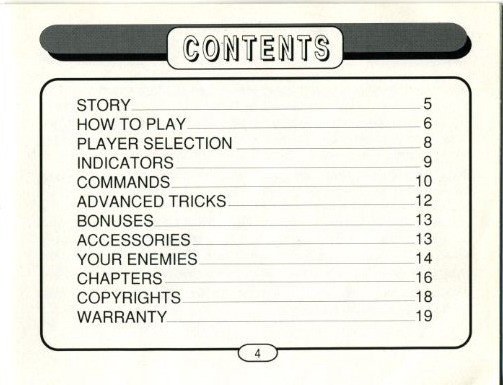 CONTENTS
STORY 5
HOW TO PLAY 6
PLAYER SELECTION 8
INDICATORS 9
COMMANDS 10
ADVANCED TRICKS 12
BONUSES 13
ACCESSORIES 13
YOUR ENEMIES 14
CHAPTERS 16
COPYRIGHTS 18
WARRANTY 19
4